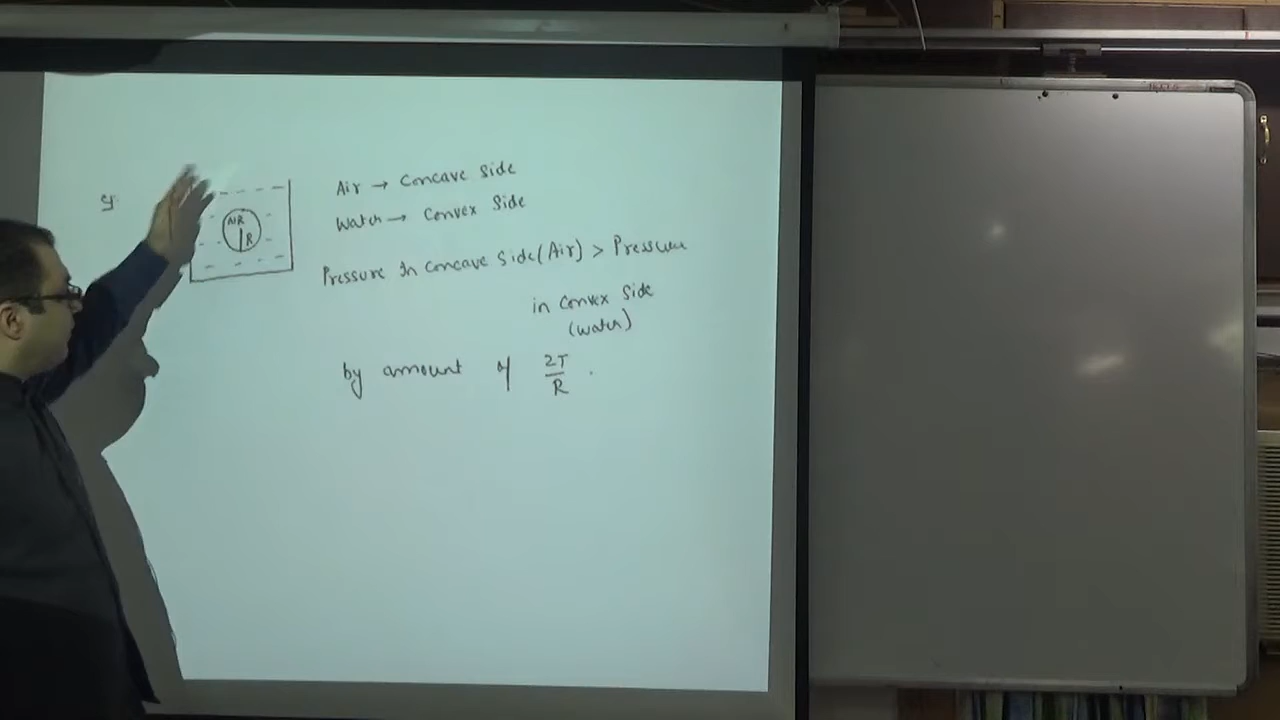 eg:
AIR
R
Air → Concave Side
Water → Convex Side
Pressure In Concave Side (Air) > Pressure
in Convex Side
(water)
by amount of 2T/R .